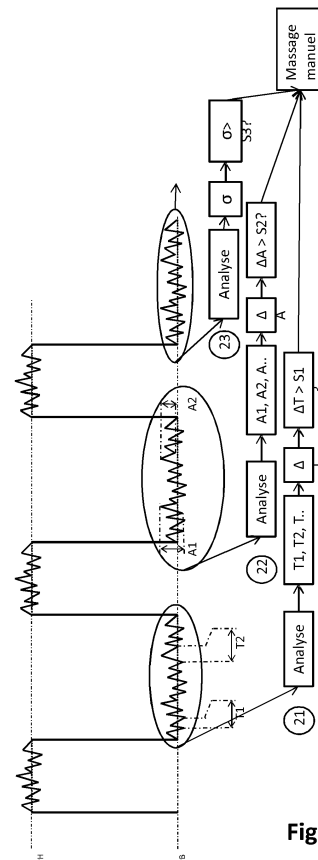 H
B
A1
A2
T1
T2
21
Analyse
T1, T2, T..
Δ
ΔT > S1
22
Analyse
A1, A2, A..
Δ
A
ΔA > S2?
23
Analyse
σ
σ>
S3?
Massage
manuel
Fig